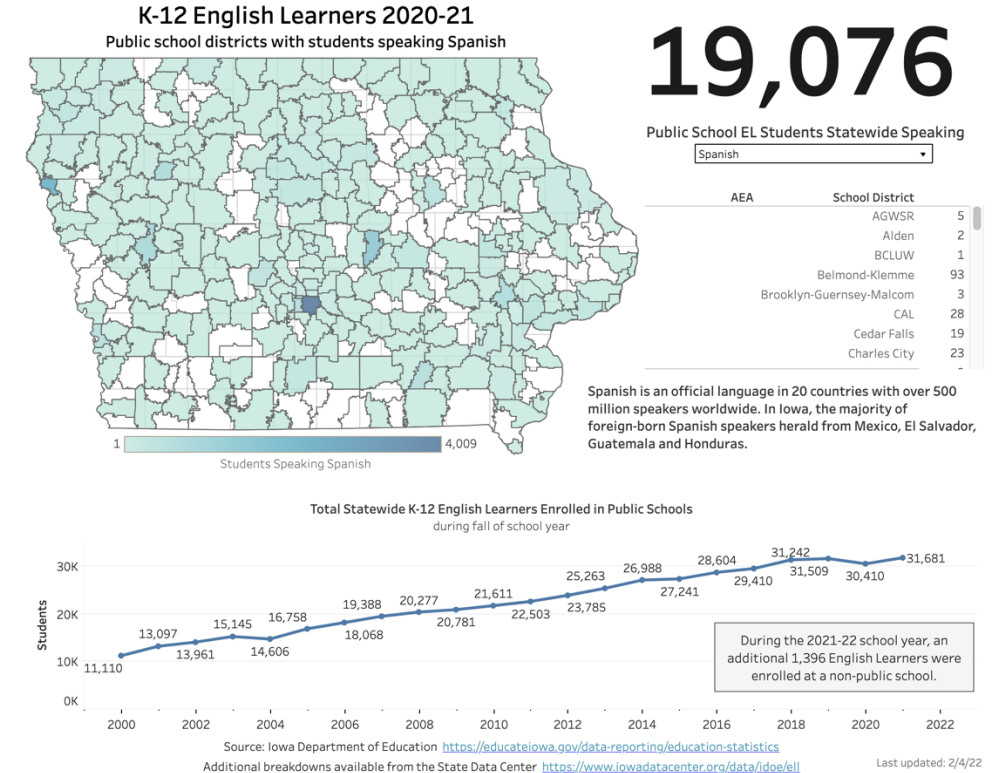 K-12 English Learners 2020-21
Public school districts with students speaking Spanish
19,076
Public School EL Students Statewide Speaking
Spanish
AEA School District
AGWSR 5
Alden 2
BCLUW 1
Belmond-Klemme 93
Brooklyn-Guernsey-Malcom 3
CAL 28
Cedar Falls 19
Charles City 23
Spanish is an official language in 20 countries with over 500
million speakers worldwide. In Iowa, the majority of
foreign-born Spanish speakers herald from Mexico, El Salvador,
Guatemala and Honduras.
1 4,009
Students Speaking Spanish
Total Statewide K-12 English Learners Enrolled in Public Schools
during fall of school year
Students
30K
20K
10K
0K
11,110
13,097
13,961
15,145
14,606
16,758
18,068
19,388
20,277
20,781
21,611
22,503
23,785
25,263
26,988
27,241
28,604
29,410
31,242
31,509
30,410
31,681
During the 2021-22 school year, an
additional 1,396 English Learners were
enrolled at a non-public school.
2000 2002 2004 2006 2008 2010 2012 2014 2016 2018 2020 2022
Source: Iowa Department of Education https://educateiowa.gov/data-reporting/education-statistics
Additional breakdowns available from the State Data Center https://www.iowadatacenter.org/data/idoe/ell
Last updated: 2/4/22